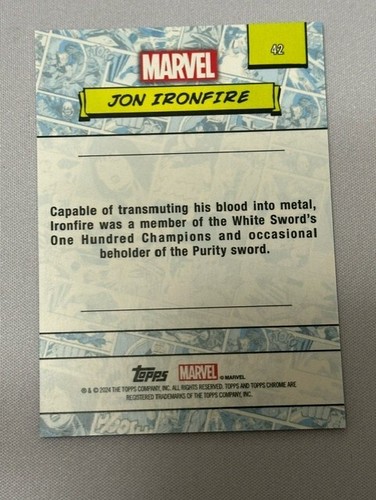 42
MARVEL
JON IRONFIRE
Capable of transmuting his blood into metal,
Ironfire was a member of the White Sword's
One Hundred Champions and occasional
beholder of the Purity sword.
Topps MARVEL © MARVEL
® & © 2024 THE TOPPS COMPANY, INC. ALL RIGHTS RESERVED. TOPPS AND TOPPS CHROME ARE
REGISTERED TRADEMARKS OF THE TOPPS COMPANY, INC.